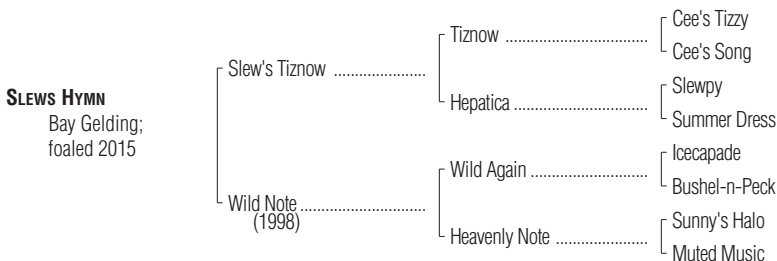 Cee's Tizzy
Tiznow ........................................
Cee's Song
Slew's Tiznow .......................
Slewpy
Hepatica ......................................
Summer Dress
SLEWS HYMN
Bay Gelding;
foaled 2015
Icecapade
Wild Again ..................................
Bushel-n-Peck
Wild Note ................................
(1998)
Sunny's Halo
Heavenly Note ..........................
Muted Music